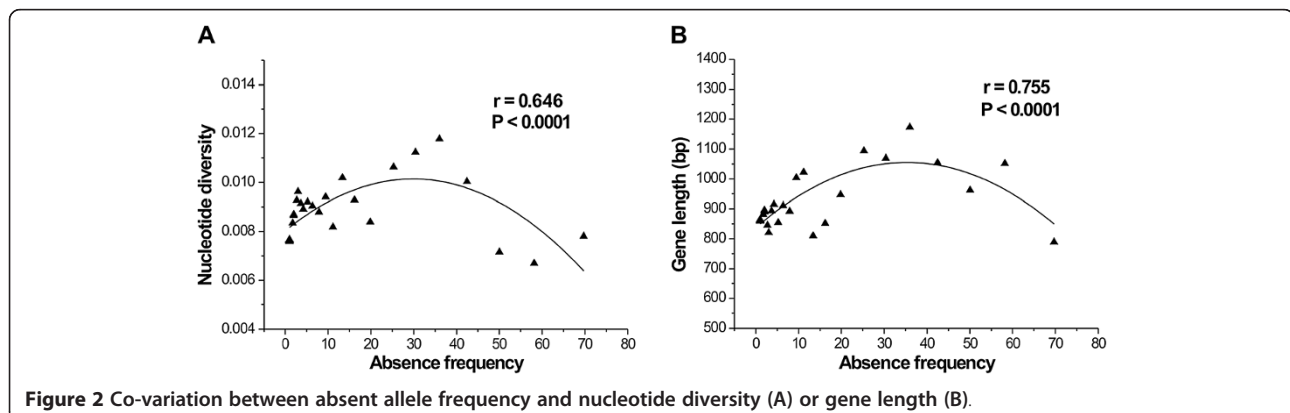 A
B
r = 0.646
P < 0.0001
Nucleotide diversity
0.014
0.012
0.010
0.008
0.006
0.004
0 10 20 30 40 50 60 70 80
Absence frequency
r = 0.755
P < 0.0001
Gene length (bp)
1400
1300
1200
1100
1000
900
800
700
600
500
0 10 20 30 40 50 60 70 80
Absence frequency
Figure 2 Co-variation between absent allele frequency and nucleotide diversity (A) or gene length (B).